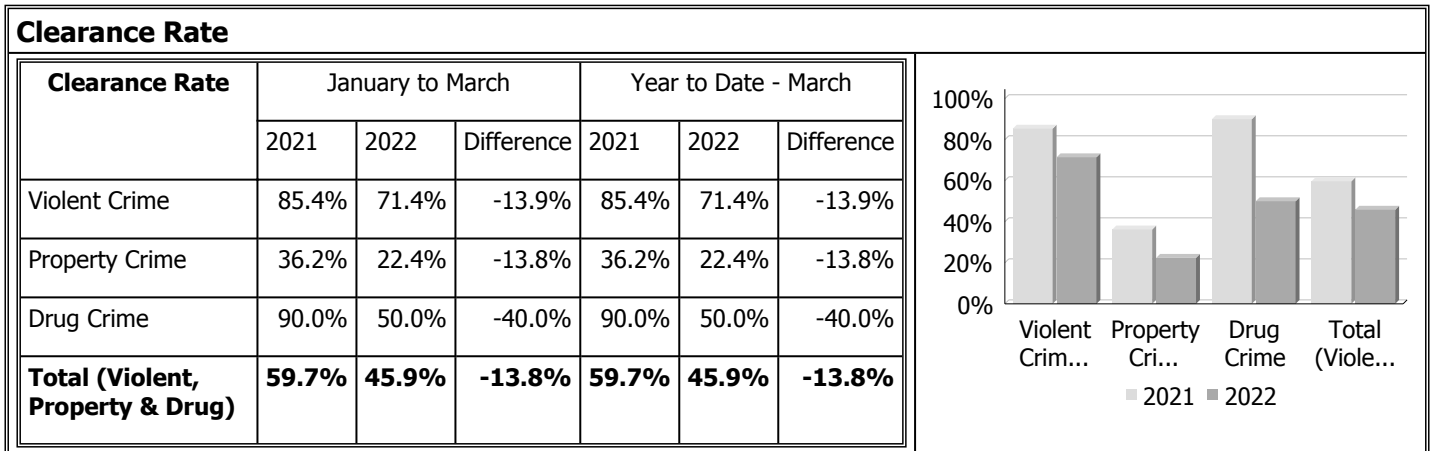 Clearance Rate
Clearance Rate January to March Year to Date - March
2021 2022 Difference 2021 2022 Difference
Violent Crime 85.4% 71.4% -13.9% 85.4% 71.4% -13.9%
Property Crime 36.2% 22.4% -13.8% 36.2% 22.4% -13.8%
Drug Crime 90.0% 50.0% -40.0% 90.0% 50.0% -40.0%
Total (Violent, 59.7% 45.9% -13.8% 59.7% 45.9% -13.8%
Property & Drug)
100%
80%
60%
40%
20%
0%
Violent Property Drug Total
Crim... Cri... Crime (Viole...
2021 2022